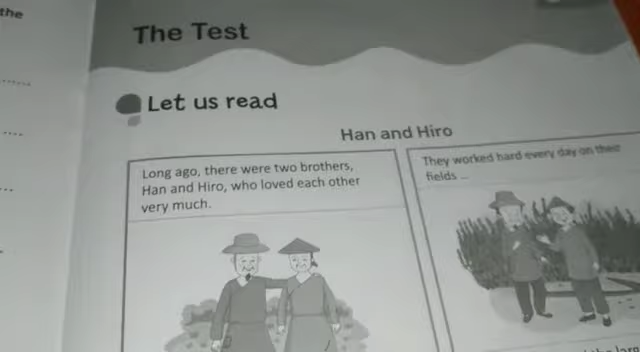 the
The Test
Let us read
Han and Hiro
Long ago, there were two brothers,
Han and Hiro, who loved each other
very much.
They worked hard every day on their
fields ...